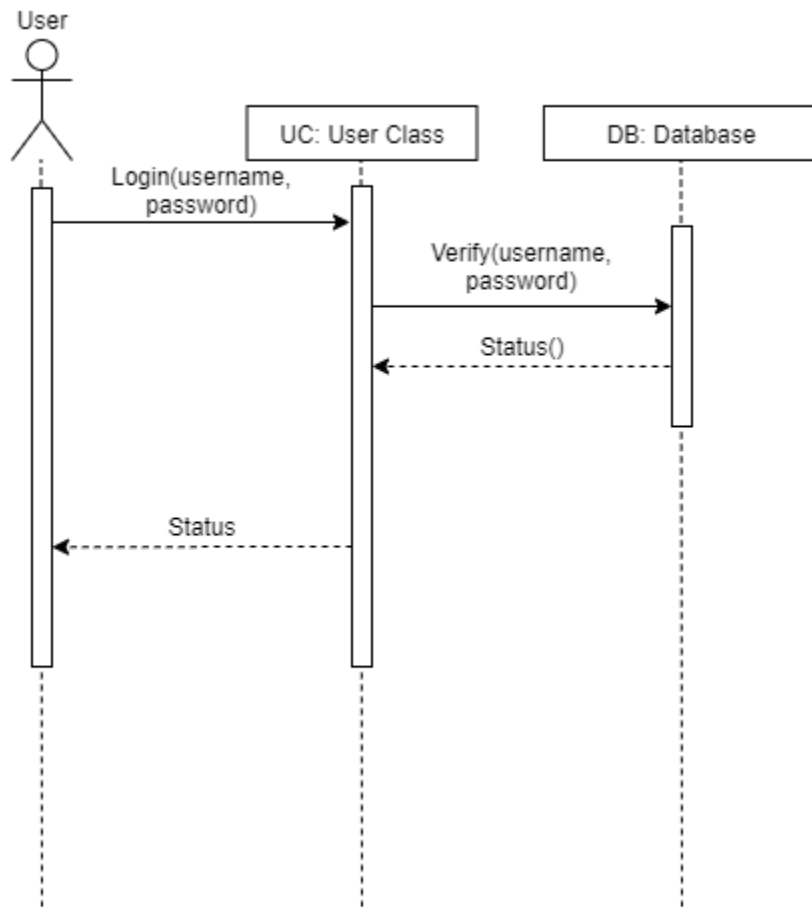 User
UC: User Class
DB: Database
Login(username,
password)
Verify(username,
password)
Status()
Status